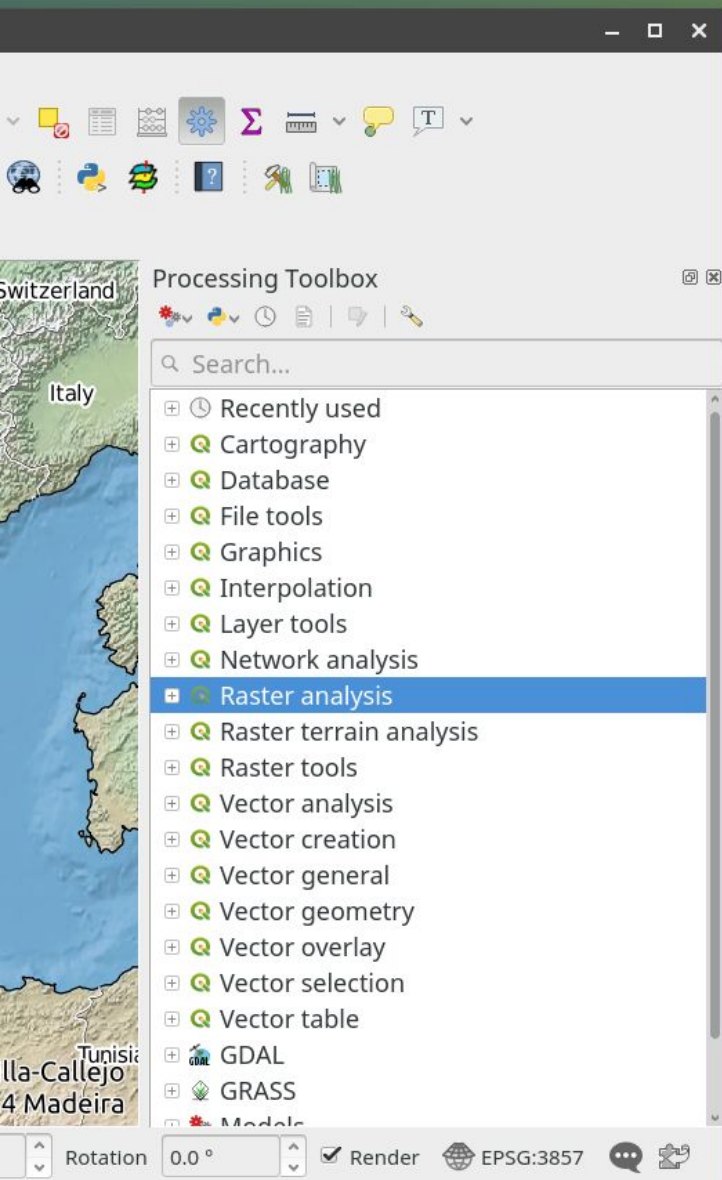 T
?
Switzerland
Italy
Tunisia
lla-Callejo
4 Madeira
Processing Toolbox
Search...
Recently used
Cartography
Database
File tools
Graphics
Interpolation
Layer tools
Network analysis
Raster analysis
Raster terrain analysis
Raster tools
Vector analysis
Vector creation
Vector general
Vector geometry
Vector overlay
Vector selection
Vector table
GDAL
GRASS
Models
Rotation 0.0 ° Render EPSG:3857